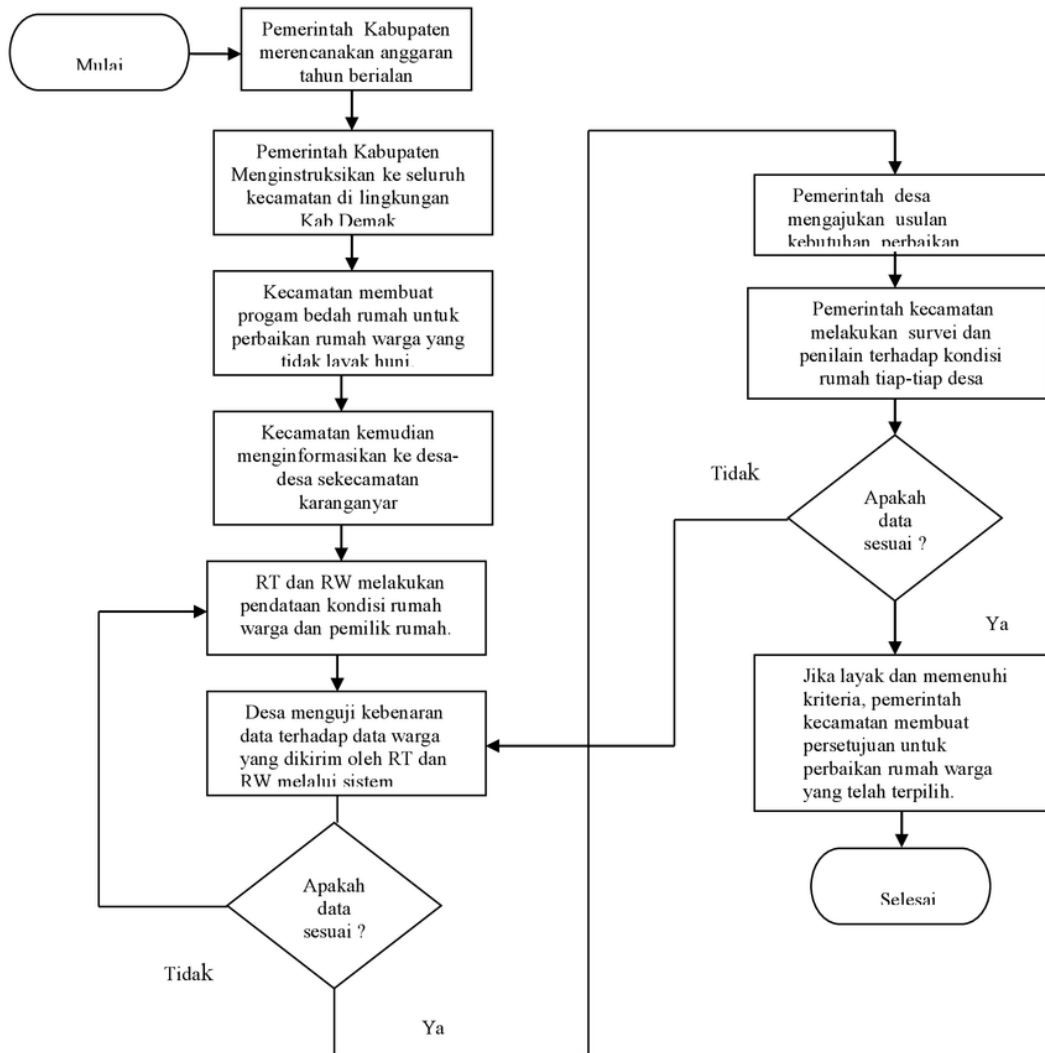 Mulai
Pemerintah Kabupaten
merencanakan anggaran
tahun berjalan
Pemerintah Kabupaten
Menginstruksikan ke seluruh
kecamatan di lingkungan
Kab Demak
Kecamatan membuat
progam bedah rumah untuk
perbaikan rumah warga yang
tidak layak huni.
Kecamatan kemudian
menginformasikan ke desa-
desa sekecamatan
karanganyar
RT dan RW melakukan
pendataan kondisi rumah
warga dan pemilik rumah.
Desa menguji kebenaran
data terhadap data warga
yang dikirim oleh RT dan
RW melalui sistem
Apakah
data
sesuai ?
Tidak
Ya
Pemerintah desa
mengajukan usulan
kebutuhan perbaikan
Pemerintah kecamatan
melakukan survei dan
penilain terhadap kondisi
rumah tiap-tiap desa
Tidak
Apakah
data
sesuai ?
Ya
Jika layak dan memenuhi
kriteria, pemerintah
kecamatan membuat
persetujuan untuk
perbaikan rumah warga
yang telah terpilih.
Selesai